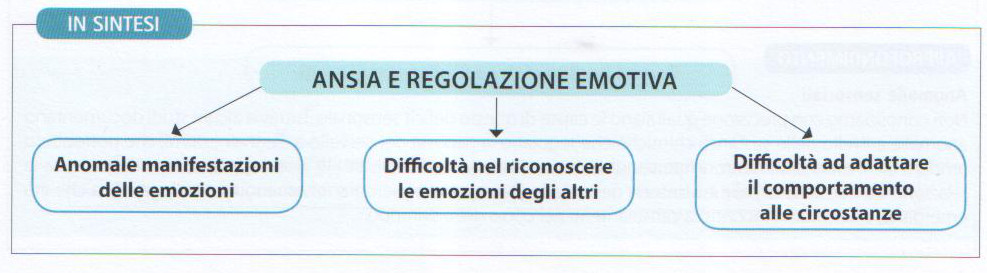 IN SINTESI
ANSIA E REGOLAZIONE EMOTIVA
Anomale manifestazioni
delle emozioni
Difficoltà nel riconoscere
le emozioni degli altri
Difficoltà ad adattare
il comportamento
alle circostanze